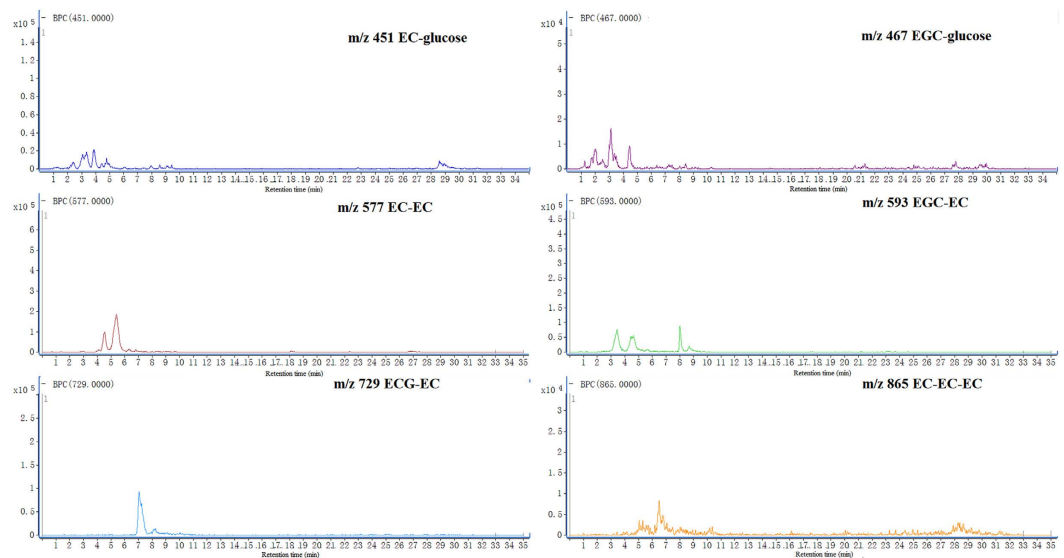 x10 5 - BPC(451.0000)
1
m/z 451 EC-glucose
1.4
1.2
1
0.8
0.6
0.4
0.2
0
1 2 3 4 5 6 7 8 9 10 11 12 13 14..15..16 17..18 19 20 21 22 23 24 25 26 27 28 29 30 31 32 33 34
Retention time (min)
x10 4 - BPC(467.0000)
1
m/z 467 EGC-glucose
5
4
3
2
1
0
1 2 3 4 5 6 7 8 9 10 11 12 13 14..15..16..17..18 19 20 21 22 23 24 25 26 27 28 29 30 31 32 33 34
Retention time (min)
x10 5 - BPC(577.0000)
1
m/z 577 EC-EC
6
5
4
3
2
1
0
1 2 3 4 5 6 7 8 9 10 11 12 13 14..15..16 17..18 19 20 21 22 23 24 25 26 27 28 29 30 31 32 33 34 35
Retention time (min)
x10 5 - BPC(593.0000)
1
m/z 593 EGC-EC
4.5
4
3.5
3
2.5
2
1.5
1
0.5
0
1 2 3 4 5 6 7 8 9 10 11 12 13 14..15..16..17..18 19 20 21 22 23 24 25 26 27 28 29 30 31 32 33 34 35
Retention time (min)
x10 5 - BPC(729.0000)
1
m/z 729 ECG-EC
2.5
2
1.5
1
0.5
0
1 2 3 4 5 6 7 8 9 10 11 12 13 14..15..16 17..18 19 20 21 22 23 24 25 26 27 28 29 30 31 32 33 34 35
Retention time (min)
x10 4 - BPC(865.0000)
1
m/z 865 EC-EC-EC
3
2.5
2
1.5
1
0.5
0
1 2 3 4 5 6 7 8 9 10 11 12 13 14..15..16..17..18 19 20 21 22 23 24 25 26 27 28 29 30 31 32 33 34 35
Retention time (min)